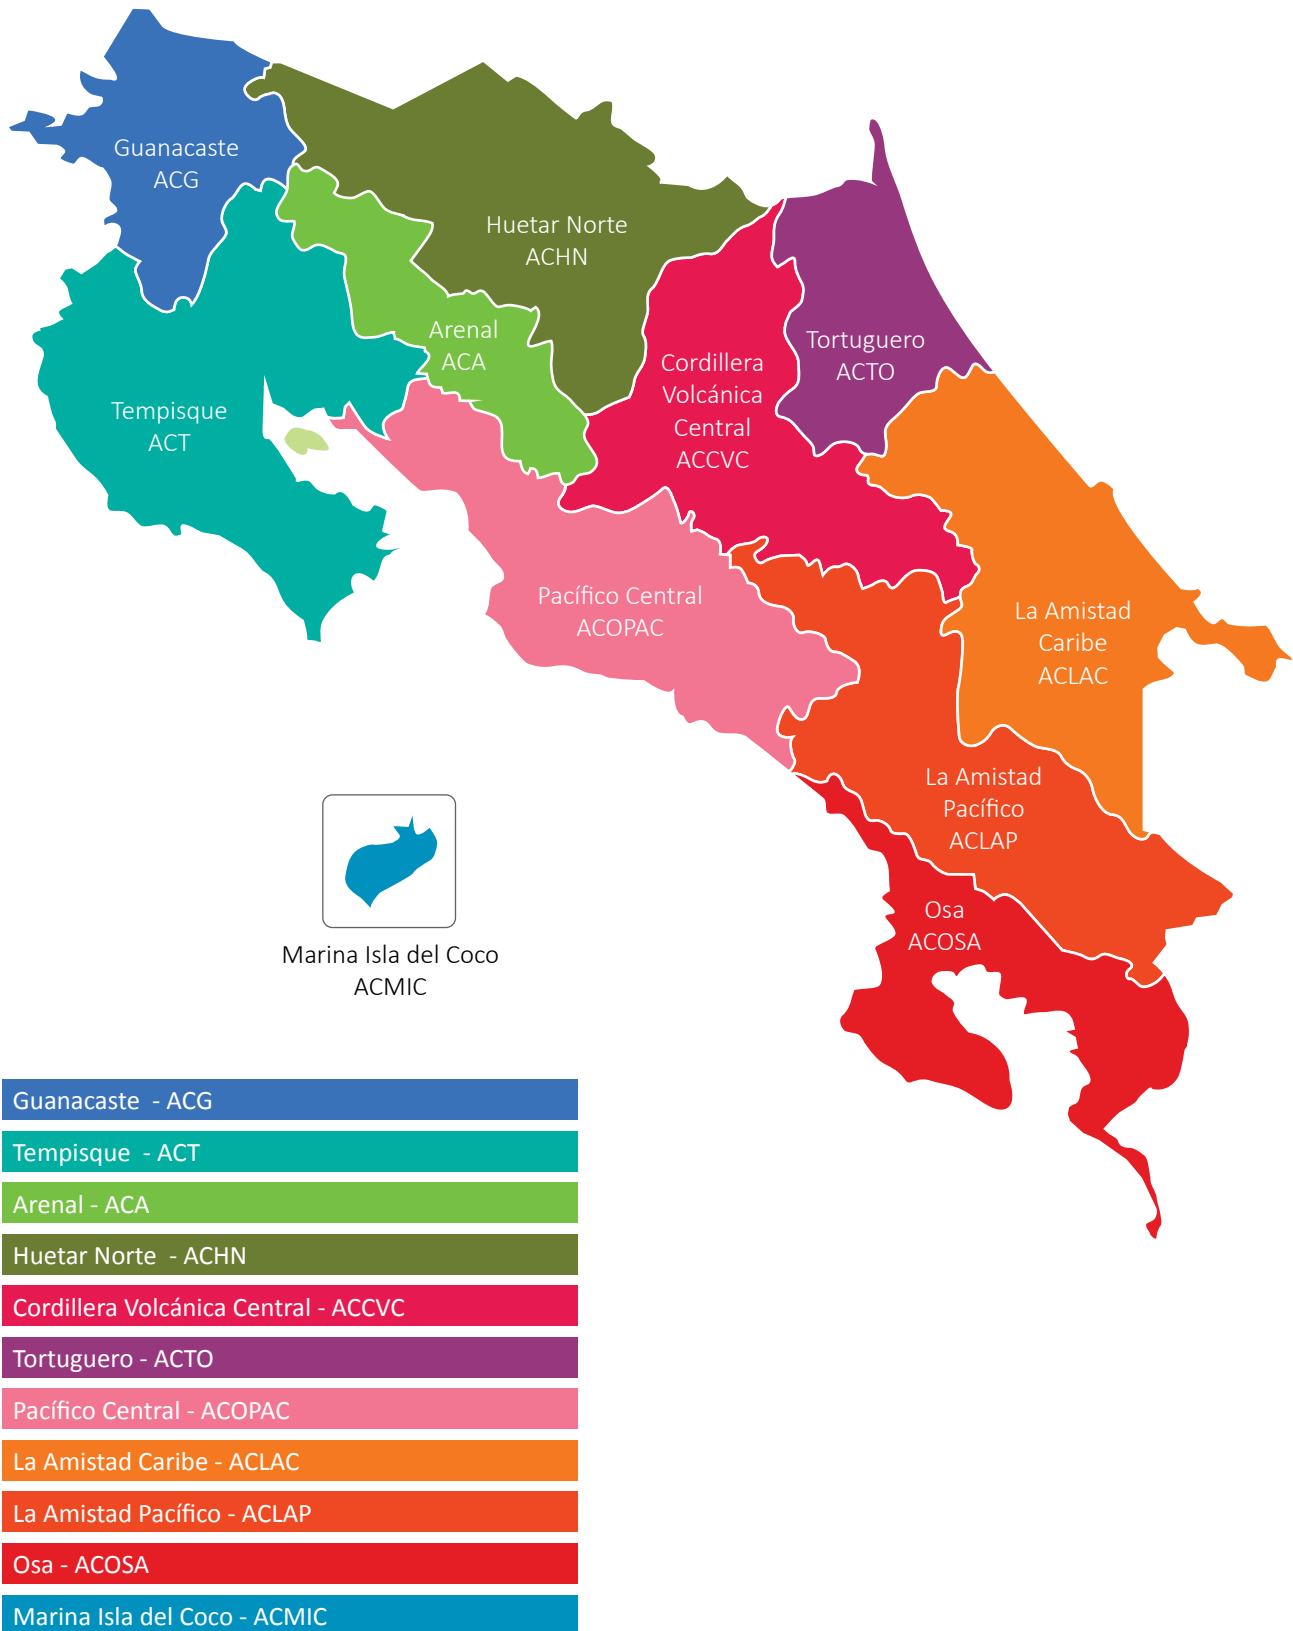 Guanacaste
ACG
Huetar Norte
ACHN
Arenal
ACA
Tortuguero
ACTO
Cordillera
Volcánica
Central
ACCVC
Tempisque
ACT
Pacífico Central
ACOPAC
La Amistad
Caribe
ACLAC
La Amistad
Pacífico
ACLAP
Osa
ACOSA
Marina Isla del Coco
ACMIC
Guanacaste - ACG
Tempisque - ACT
Arenal - ACA
Huetar Norte - ACHN
Cordillera Volcánica Central - ACCVC
Tortuguero - ACTO
Pacífico Central - ACOPAC
La Amistad Caribe - ACLAC
La Amistad Pacífico - ACLAP
Osa - ACOSA
Marina Isla del Coco - ACMIC